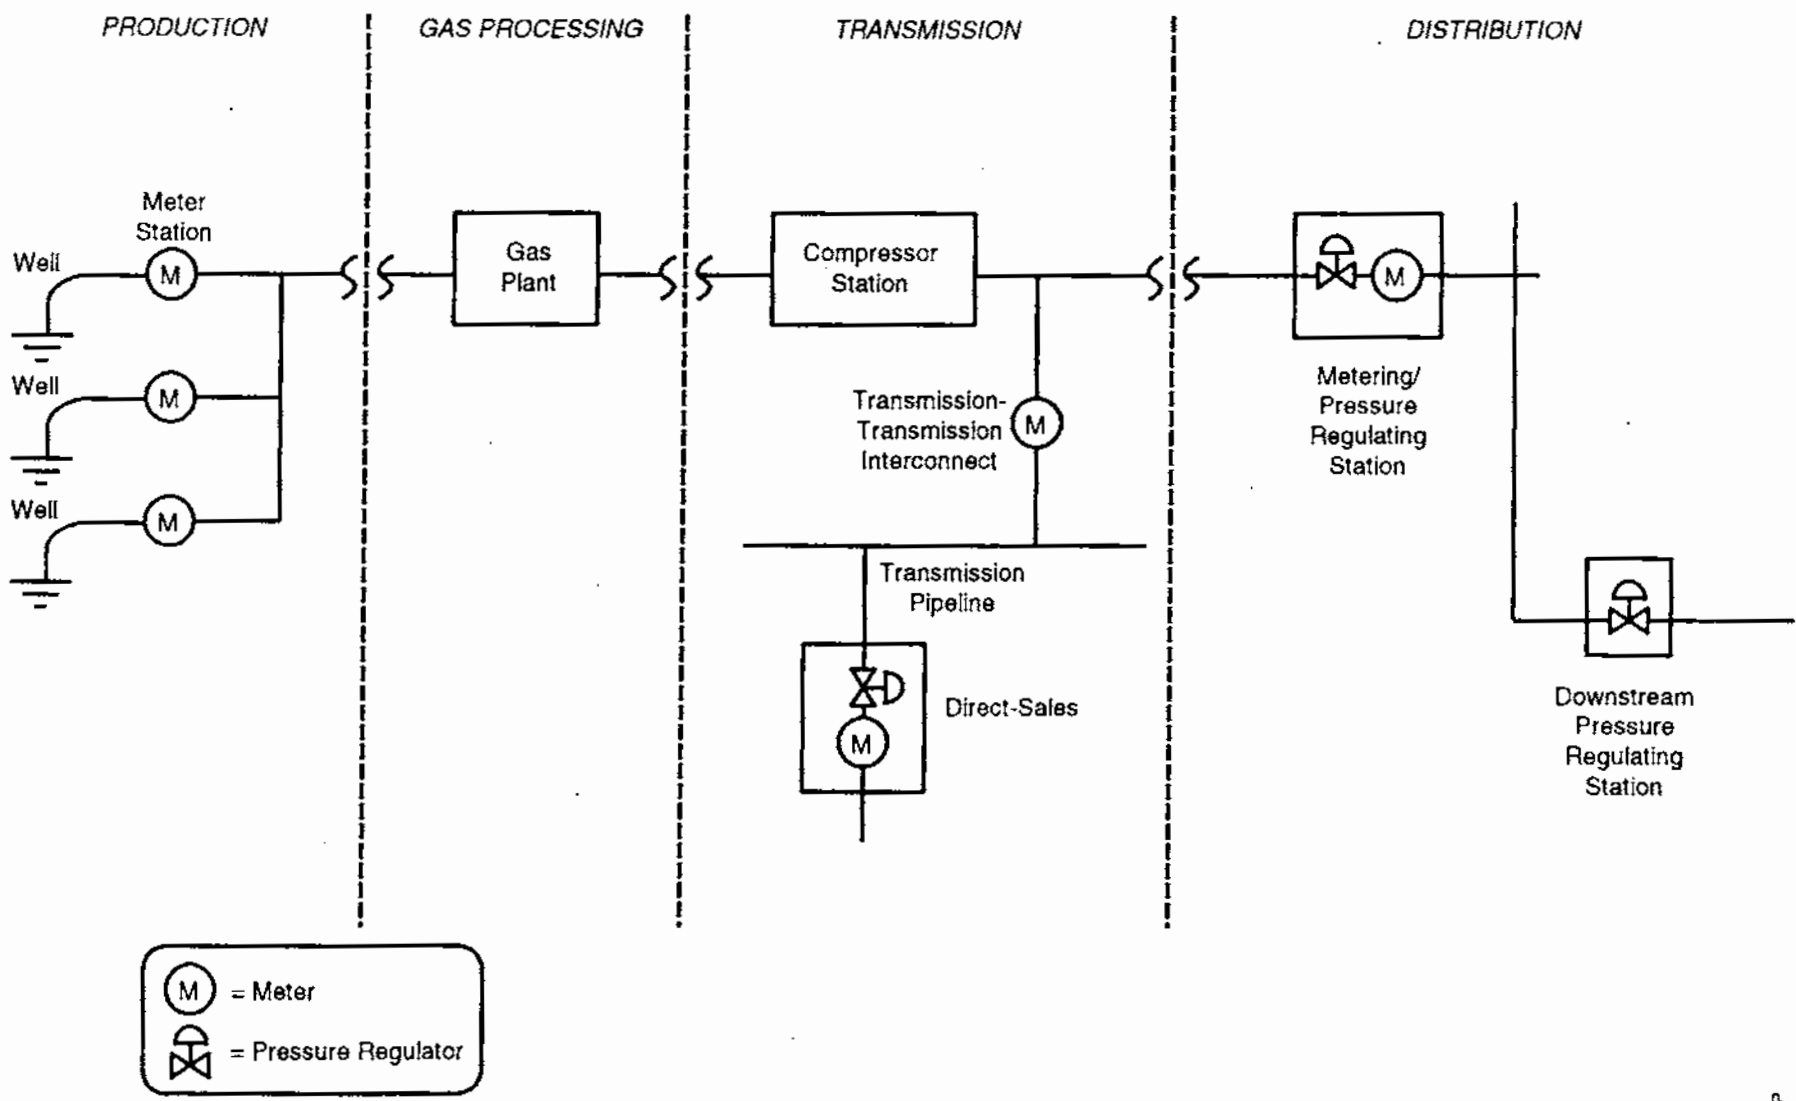 PRODUCTION
GAS PROCESSING
TRANSMISSION
DISTRIBUTION
Meter
Station
Well
M
Well
M
Well
M
Gas
Plant
Compressor
Station
Transmission-
Transmission
Interconnect
M
Transmission
Pipeline
M
Direct-Sales
M
Metering/
Pressure
Regulating
Station
Downstream
Pressure
Regulating
Station
M = Meter
= Pressure Regulator